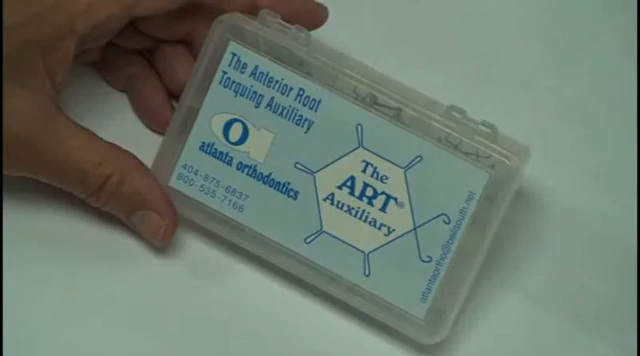 The Anterior Root
Torquing Auxiliary
atlanta orthodontics
404-875-6837
800-535-7166
The
ART®
Auxiliary
atlantaortho@bellsouth.net